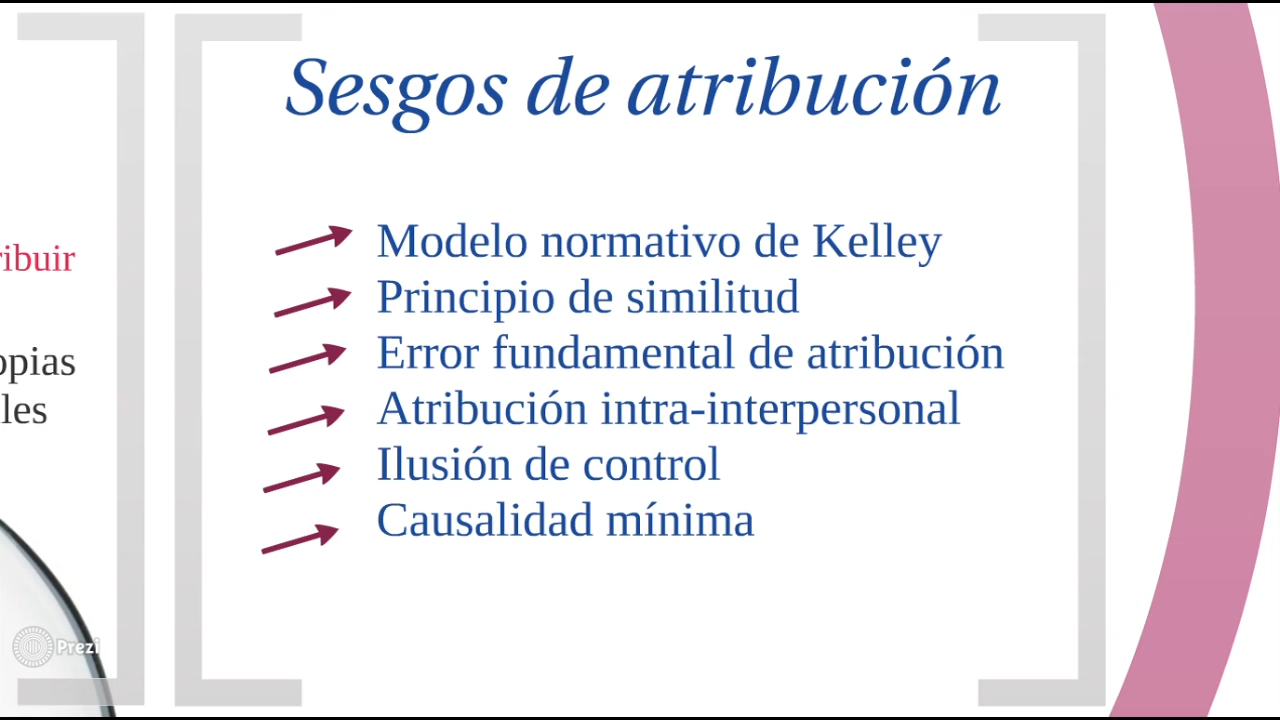 Sesgos de atribución
Modelo normativo de Kelley
Principio de similitud
Error fundamental de atribución
Atribución intra-interpersonal
Ilusión de control
Causalidad mínima
ribuir
opias
les
Prezi